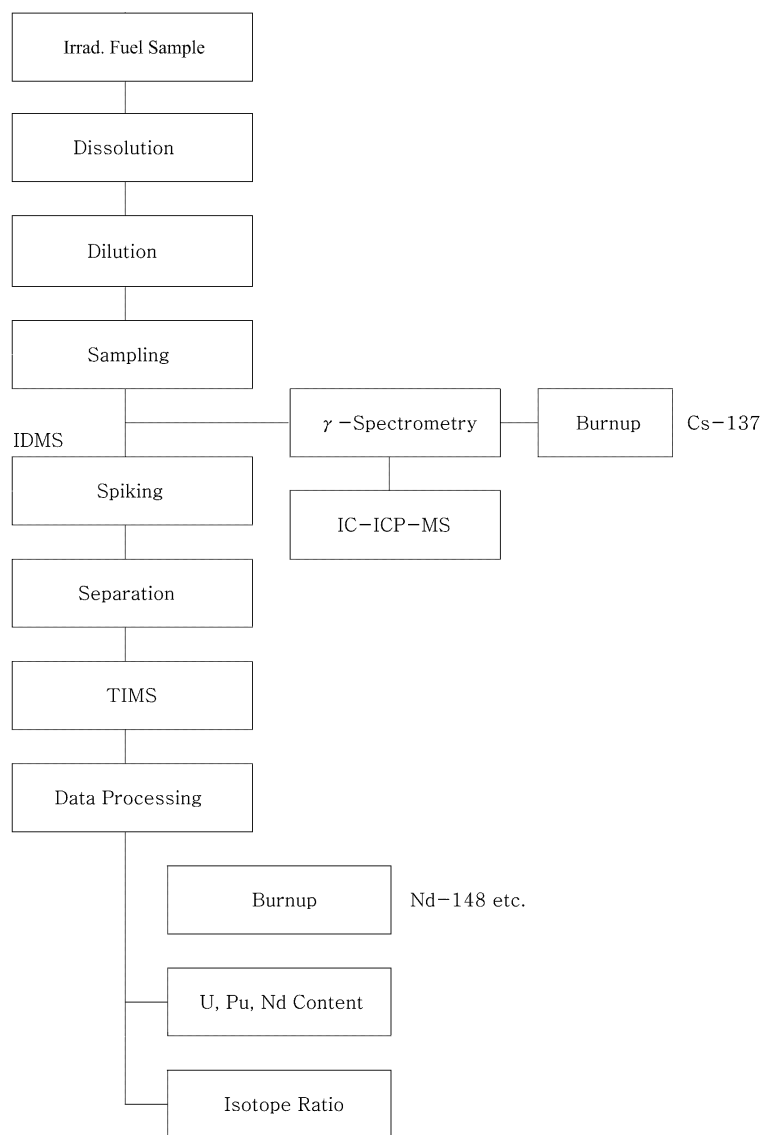 Irrad. Fuel Sample
Dissolution
Dilution
Sampling
γ-Spectrometry
Burnup
Cs-137
IDMS
Spiking
IC-ICP-MS
Separation
TIMS
Data Processing
Burnup
Nd-148 etc.
U, Pu, Nd Content
Isotope Ratio